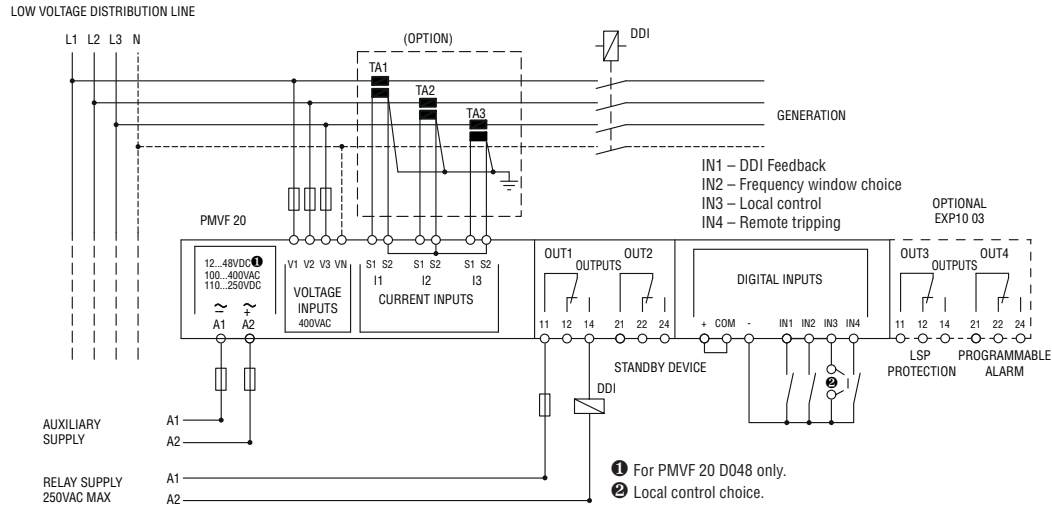 LOW VOLTAGE DISTRIBUTION LINE
L1 L2 L3 N
(OPTION)
DDI
TA1
TA2
TA3
GENERATION
IN1 – DDI Feedback
IN2 – Frequency window choice
IN3 – Local control
IN4 – Remote tripping
OPTIONAL
EXP10 03
PMVF 20
12...48VDC❶
100...400VAC
110...250VDC
~ ~
– +
A1 A2
V1 V2 V3 VN
VOLTAGE
INPUTS
400VAC
S1 S2 S1 S2 S1 S2
I1 I2 I3
CURRENT INPUTS
OUT1 OUT2
OUTPUTS
11 12 14 21 22 24
DIGITAL INPUTS
+ COM - IN1 IN2 IN3 IN4
OUT3 OUT4
OUTPUTS
11 12 14 21 22 24
STANDBY DEVICE
LSP
PROTECTION
PROGRAMMABLE
ALARM
❷
DDI
AUXILIARY
SUPPLY
A1
A2
RELAY SUPPLY
250VAC MAX
A1
A2
❶ For PMVF 20 D048 only.
❷ Local control choice.